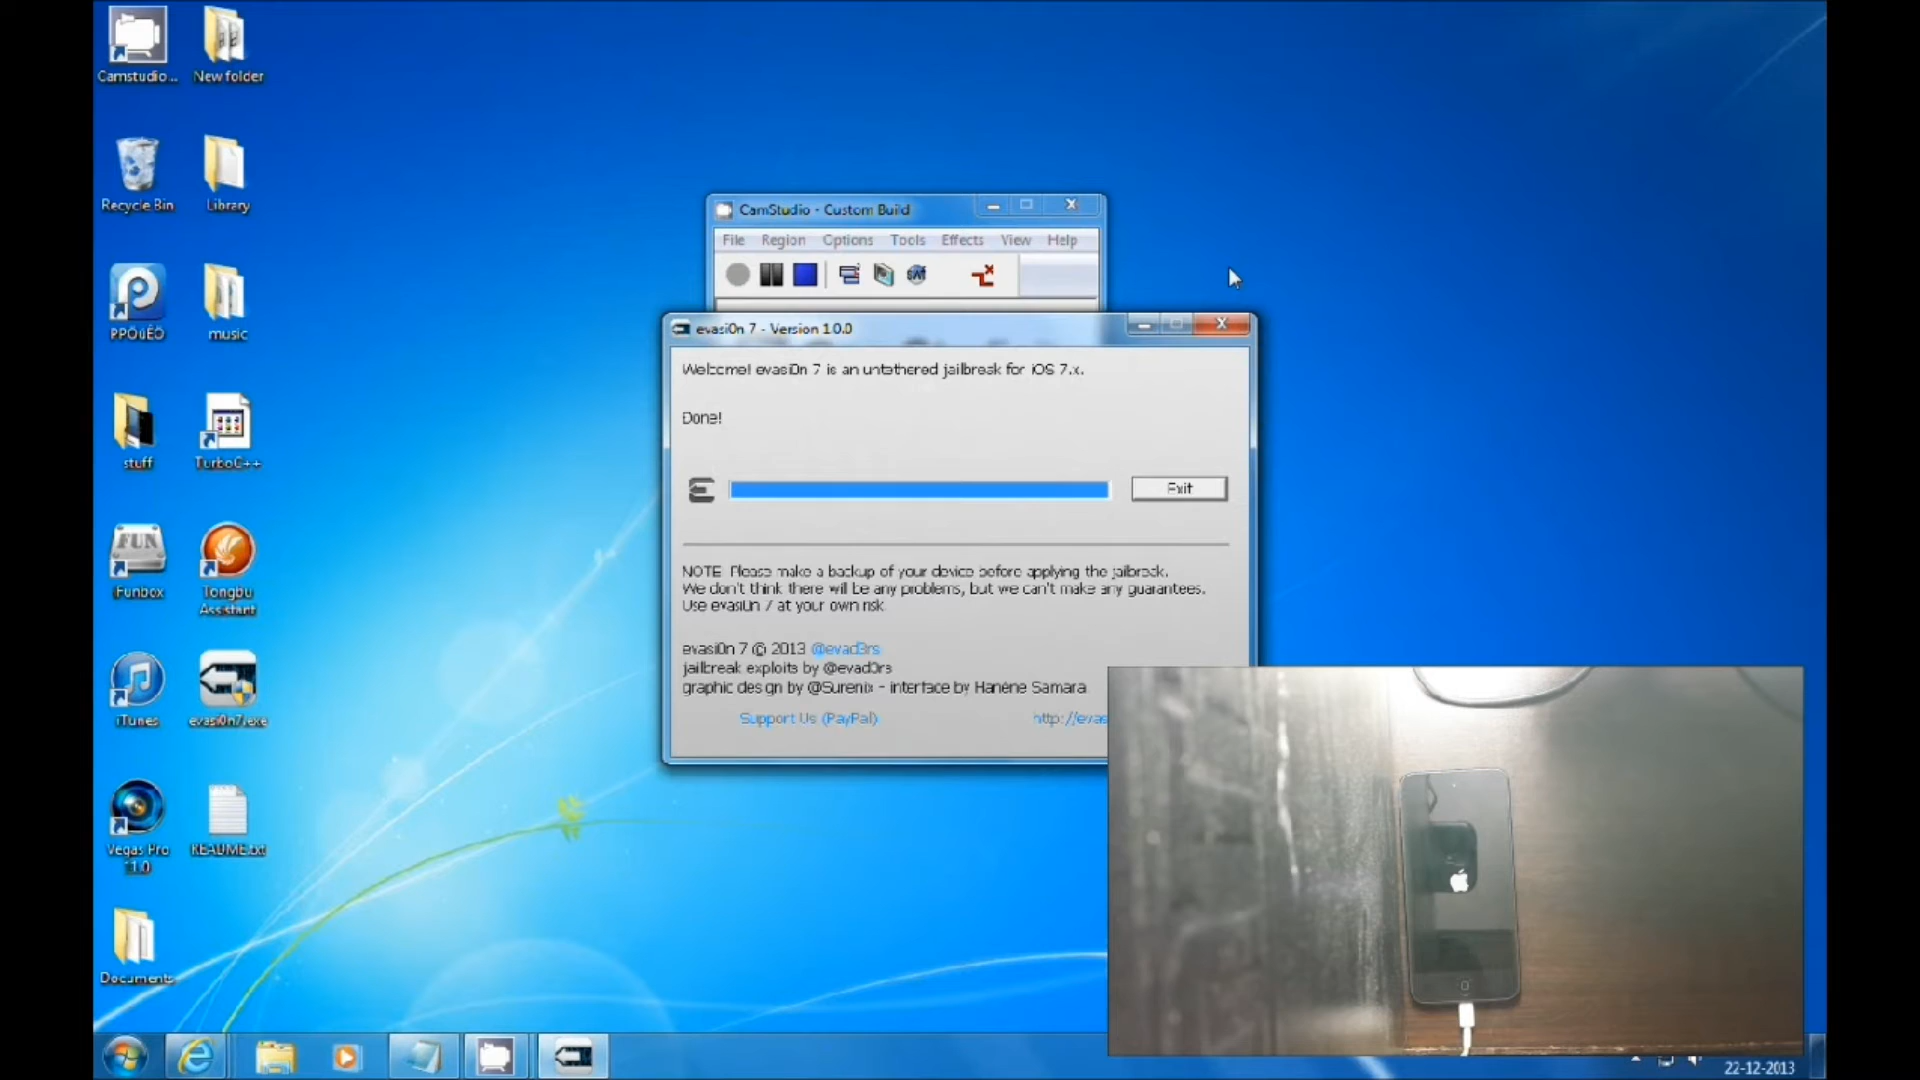 Camstudio...
New folder
Recycle Bin
Library
music
stuff
TurboC++
FUN
Funbox
Tongbu
Assistant
iTunes
evasi0n7.exe
Vegas Pro
11.0
README.txt
Documents
CamStudio - Custom Build
File Region Options Tools Effects View Help
evasi0n 7 - Version 1.0.0
Welcome! evasi0n 7 is an untethered jailbreak for iOS 7.x.
Done!
Exit
NOTE: Please make a backup of your device before applying the jailbreak.
We don't think there will be any problems, but we can't make any guarantees.
Use evasi0n 7 at your own risk.
evasi0n 7 © 2013 @evad3rs
jailbreak exploits by @evad3rs
graphic design by @Surenix - interface by Hanéne Samara
Support Us (PayPal)
http://evas
22-12-2013